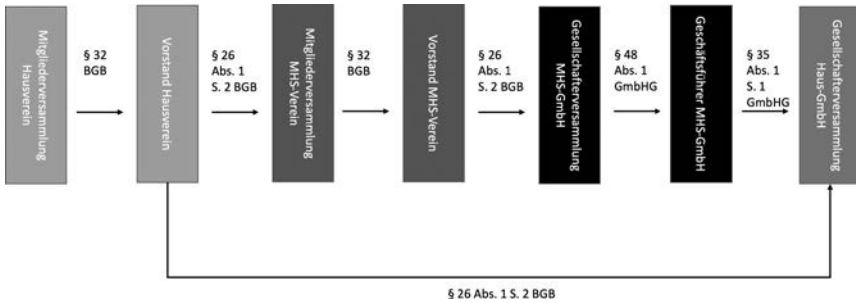 Mitgliederversammlung
Hausverein
§ 32
BGB
Vorstand Hausverein
§ 26
Abs. 1
S. 2 BGB
Mitgliederversammlung
MHS-Verein
§ 32
BGB
Vorstand MHS-Verein
§ 26
Abs. 1
S. 2 BGB
Gesellschafterversammlung
MHS-GmbH
§ 48
Abs. 1
GmbHG
Geschäftsführer MHS-GmbH
§ 35
Abs. 1
S. 1
GmbHG
Gesellschafterversammlung
Haus-GmbH
§ 26 Abs. 1 S. 2 BGB